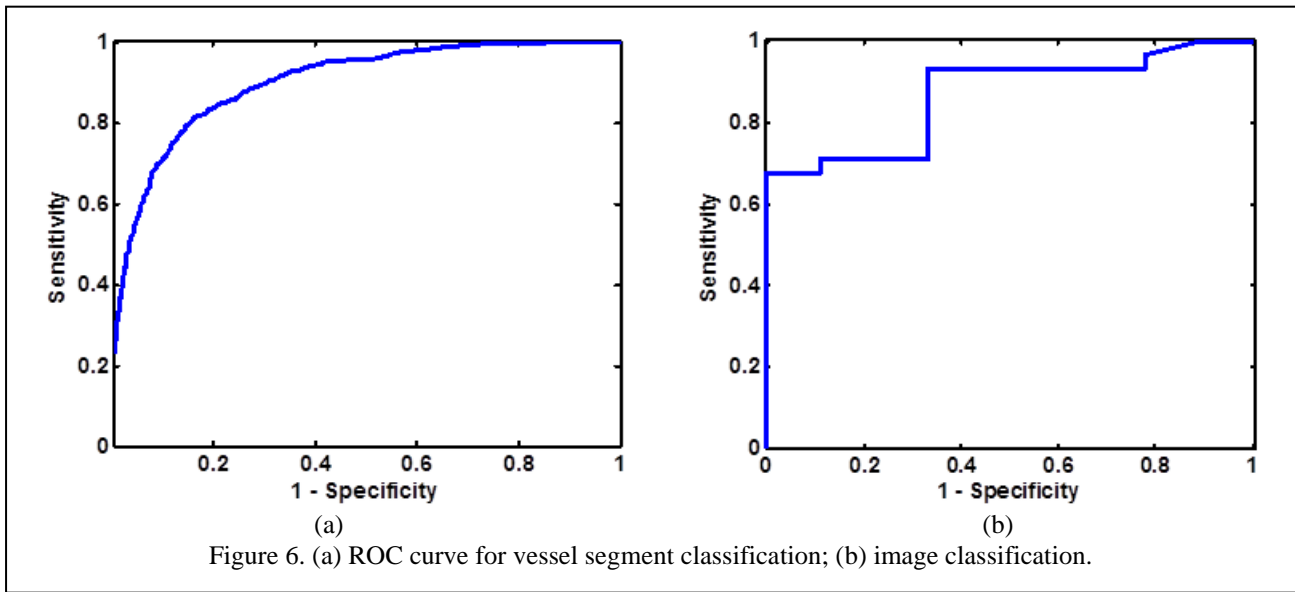 1
0.8
0.6
0.4
0.2
0
Sensitivity
0.2 0.4 0.6 0.8 1
1 - Specificity
(a)
1
0.8
0.6
0.4
0.2
0
Sensitivity
0 0.2 0.4 0.6 0.8 1
1 - Specificity
(b)
Figure 6. (a) ROC curve for vessel segment classification; (b) image classification.